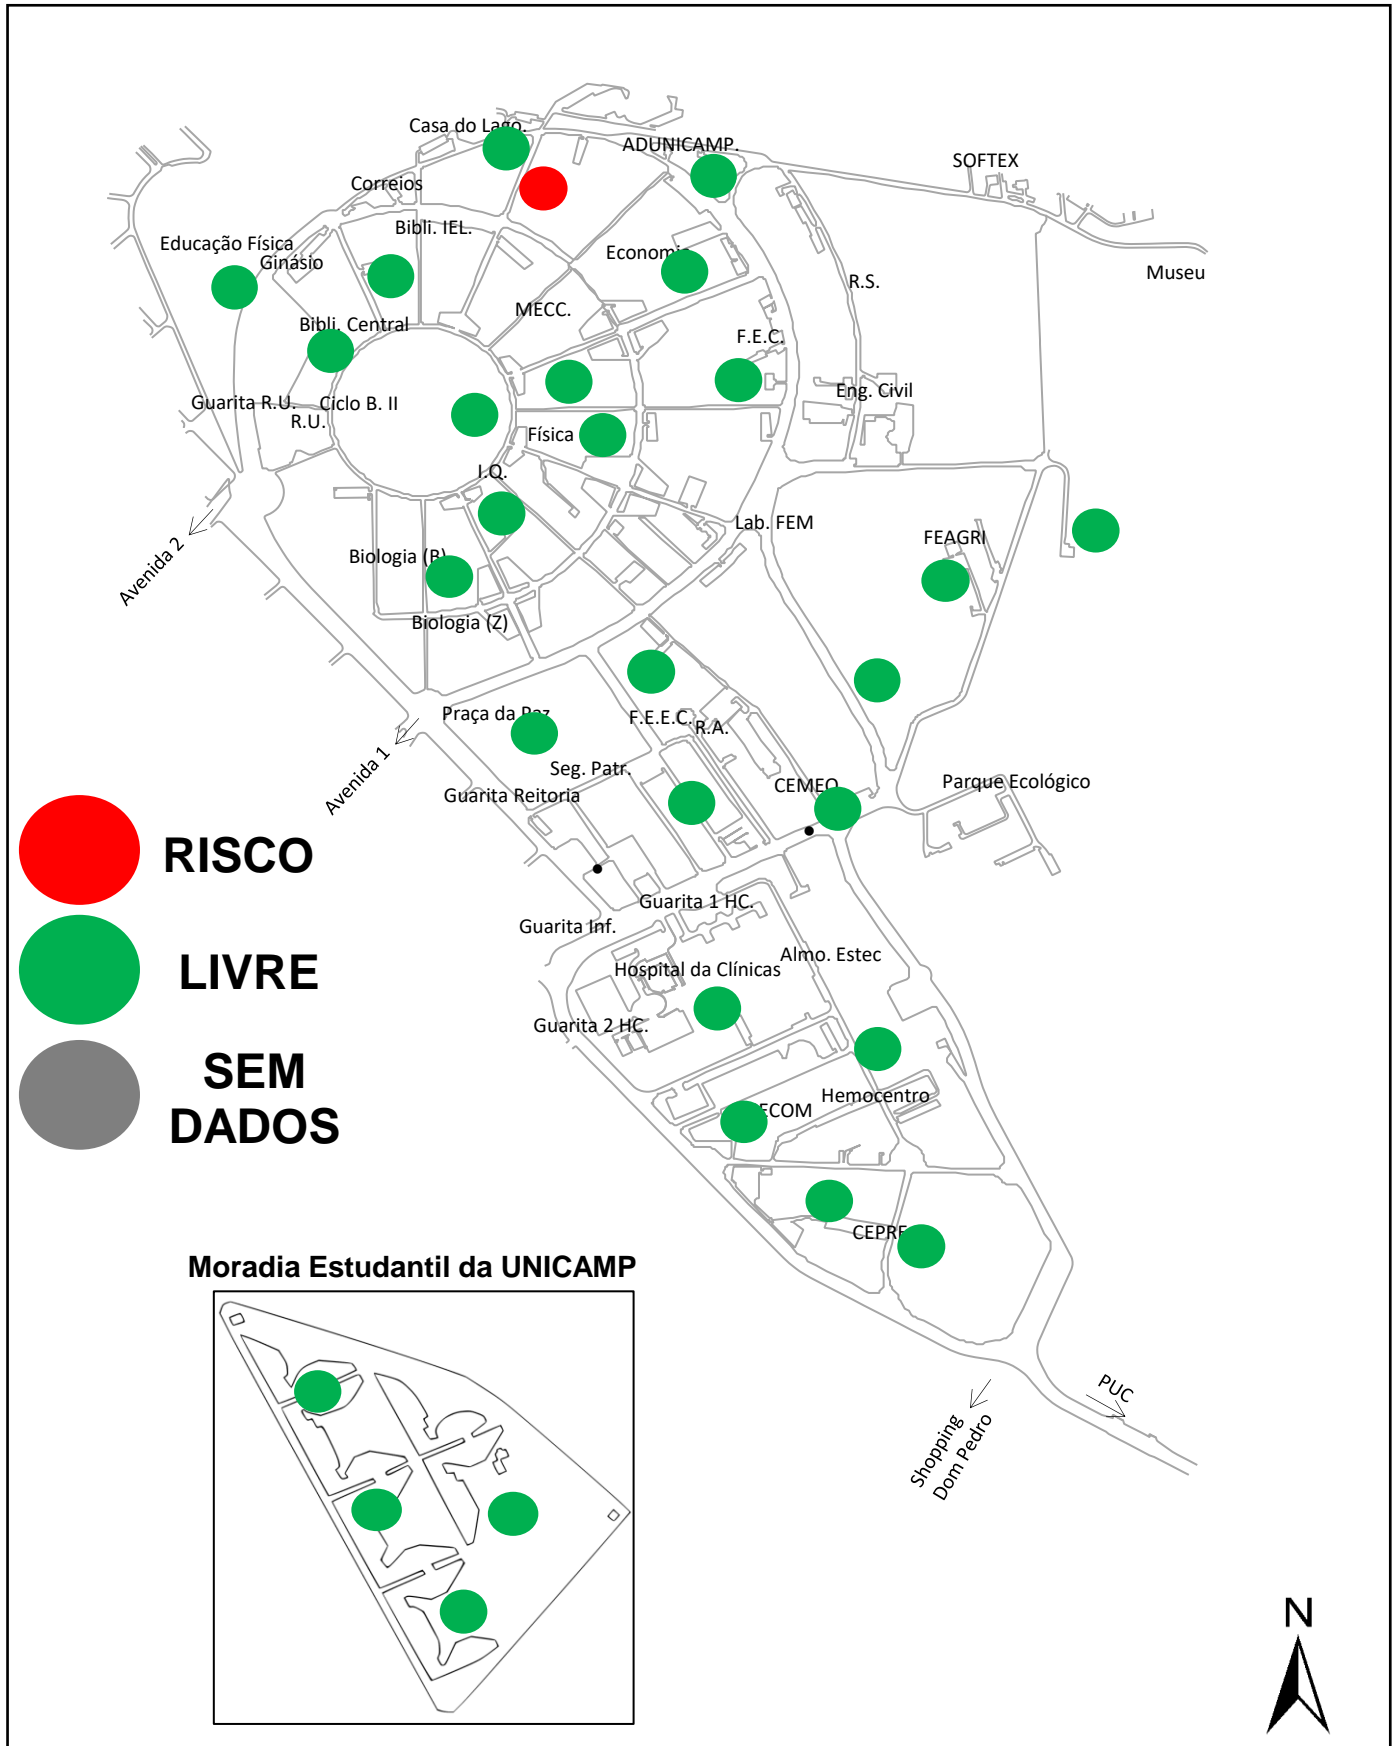 Casa do Lago.
ADUNICAMP.
SOFTEX
Correios
Bibli. IEL.
Educação Física
Ginásio
Economia
Museu
R.S.
MECC.
Bibli. Central
F.E.C.
Eng. Civil
Guarita R.U.
Ciclo B. II
R.U.
Física
I.Q.
Lab. FEM
FEAGRI
Avenida 2
Biologia (B)
Biologia (Z)
Praça da Paz
F.E.E.C.
R.A.
Avenida 1
Seg. Patr.
Guarita Reitoria
CEMEQ
Parque Ecológico
RISCO
Guarita 1 HC.
Guarita Inf.
Almo. Estec
LIVRE
Hospital da Clínicas
Guarita 2 HC.
SEM
DADOS
Hemocentro
ECOM
CEPRE
Moradia Estudantil da UNICAMP
PUC
Shopping
Dom Pedro
N